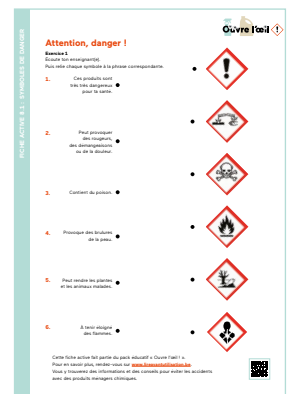 Ouvre l'œil !
FICHE ACTIVE 6.1 : SYMBOLES DE DANGER
Attention, danger !
Exercice 1
Écoute ton enseignant(e).
Puis relie chaque symbole à la phrase correspondante.
1. Ces produits sont
très très dangereux
pour ta santé.
2. Peut provoquer
des rougeurs,
des démangeaisons
ou de la douleur.
3. Contient du poison.
4. Provoque des brûlures
de la peau.
5. Peut rendre les plantes
et les animaux malades.
6. À tenir éloigné
des flammes.
Cette fiche active fait partie du pack éducatif « Ouvre l'œil ! ».
Pour en savoir plus, rendez-vous sur
Vous y trouverez des informations et des conseils pour éviter les accidents
avec des produits ménagers chimiques.